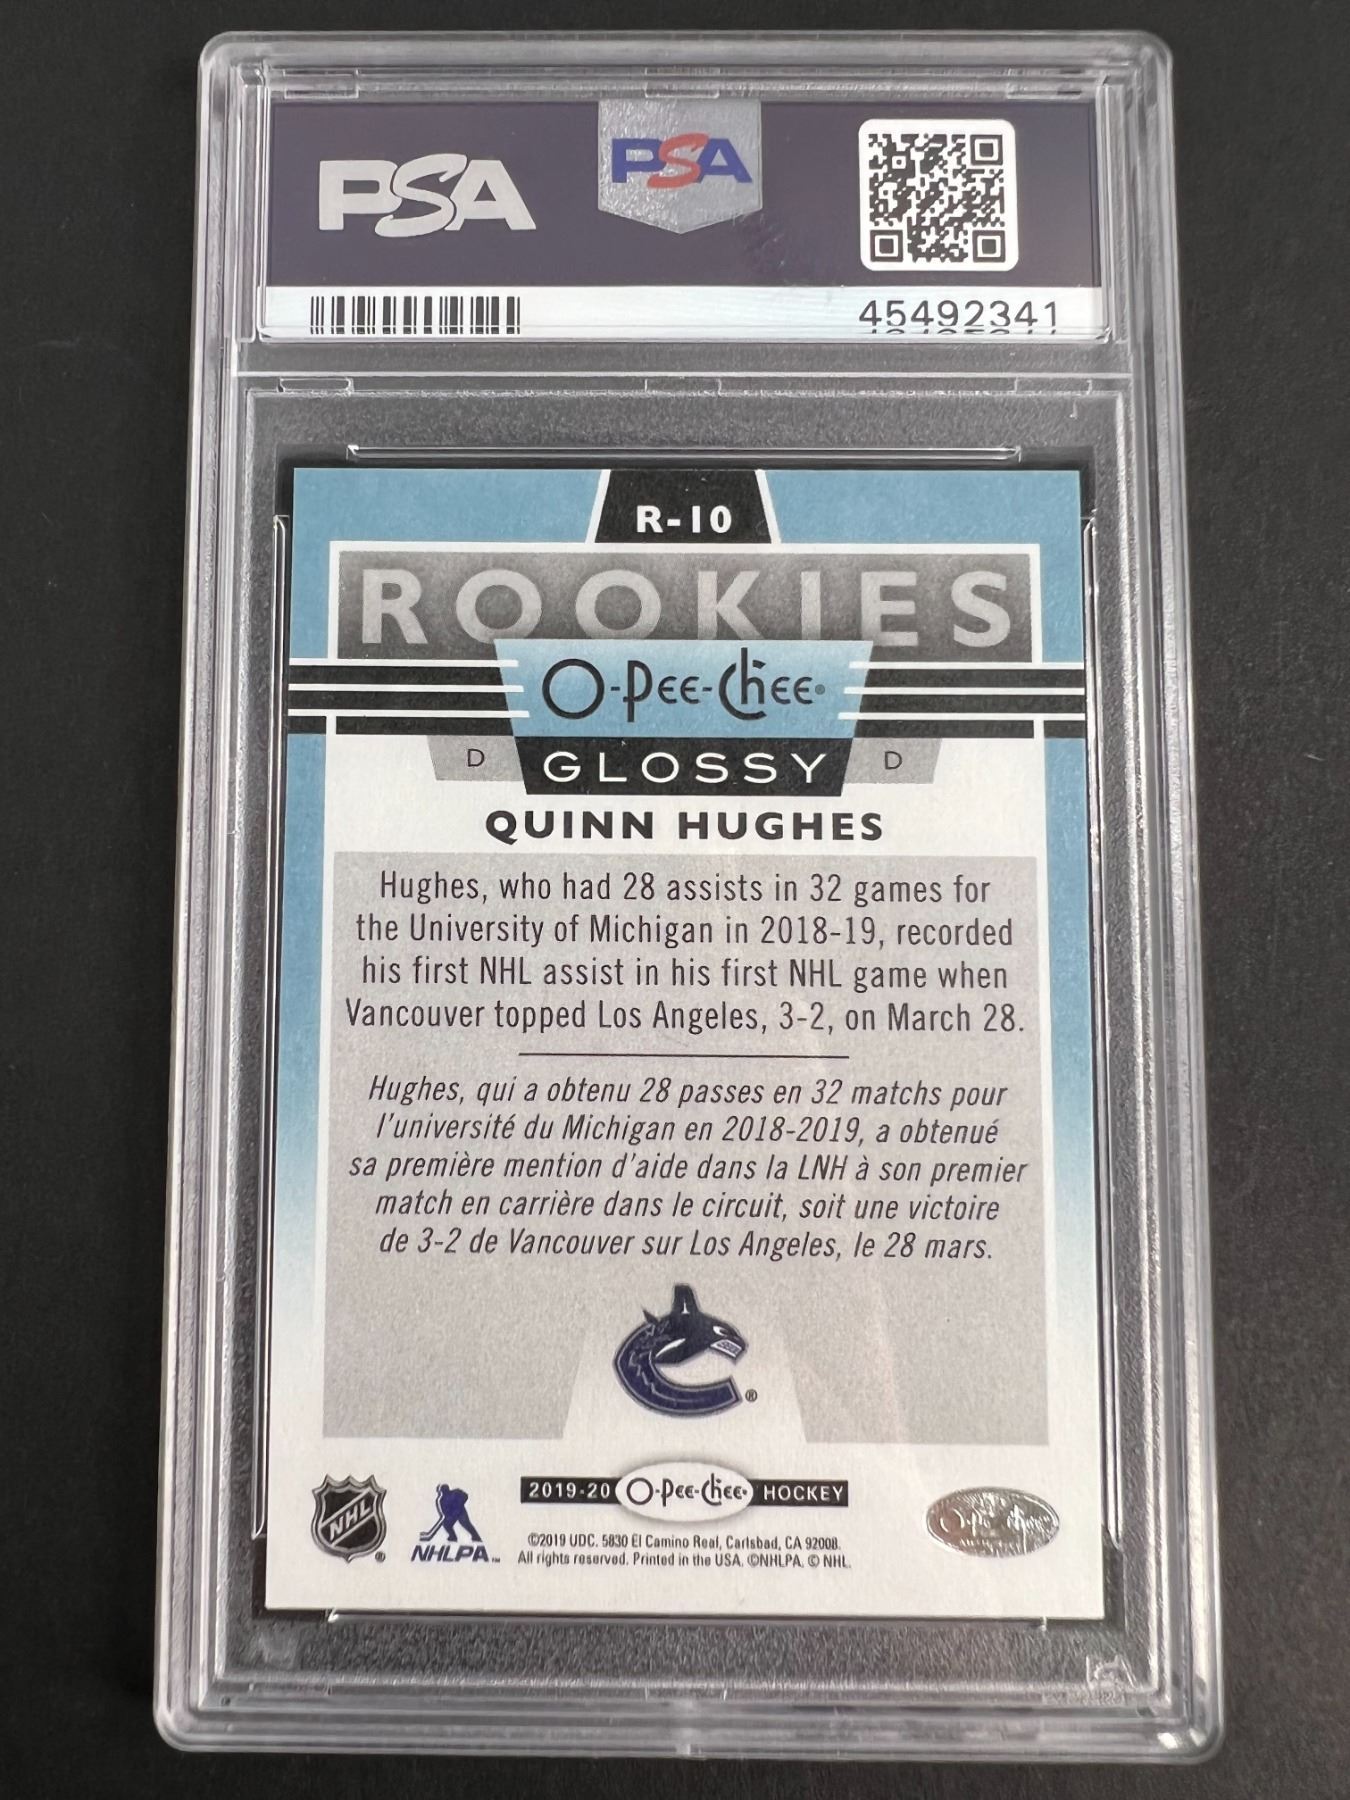 PSA
PSA
45492341
R-10
ROOKIES
O-Pee-Chee
GLOSSY
D
D
QUINN HUGHES
Hughes, who had 28 assists in 32 games for
the University of Michigan in 2018-19, recorded
his first NHL assist in his first NHL game when
Vancouver topped Los Angeles, 3-2, on March 28.
Hughes, qui a obtenu 28 passes en 32 matchs pour
l'université du Michigan en 2018-2019, a obtenué
sa première mention d'aide dans la LNH à son premier
match en carrière dans le circuit, soit une victoire
de 3-2 de Vancouver sur Los Angeles, le 28 mars.
®
NHL ®
NHLPA™
2019-20 O-Pee-Chee HOCKEY
©2019 UDC. 5830 El Camino Real, Carlsbad, CA 92008.
All rights reserved. Printed in the USA. ©NHLPA. © NHL.
O-Pee-Chee